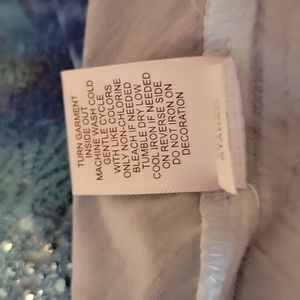 TURN GARMENT
INSIDE OUT
MACHINE WASH COLD
GENTLE CYCLE
WITH LIKE COLORS
ONLY NON-CHLORINE
BLEACH IF NEEDED
TUMBLE DRY LOW
COOL IRON IF NEEDED
ON REVERSE SIDE
DO NOT IRON ON
DECORATION